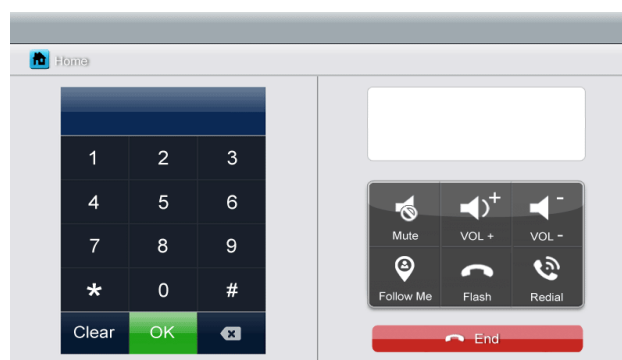 Home
1 2 3
4 5 6
7 8 9
* 0 #
Clear OK
Mute VOL + VOL -
Follow Me Flash Redial
End